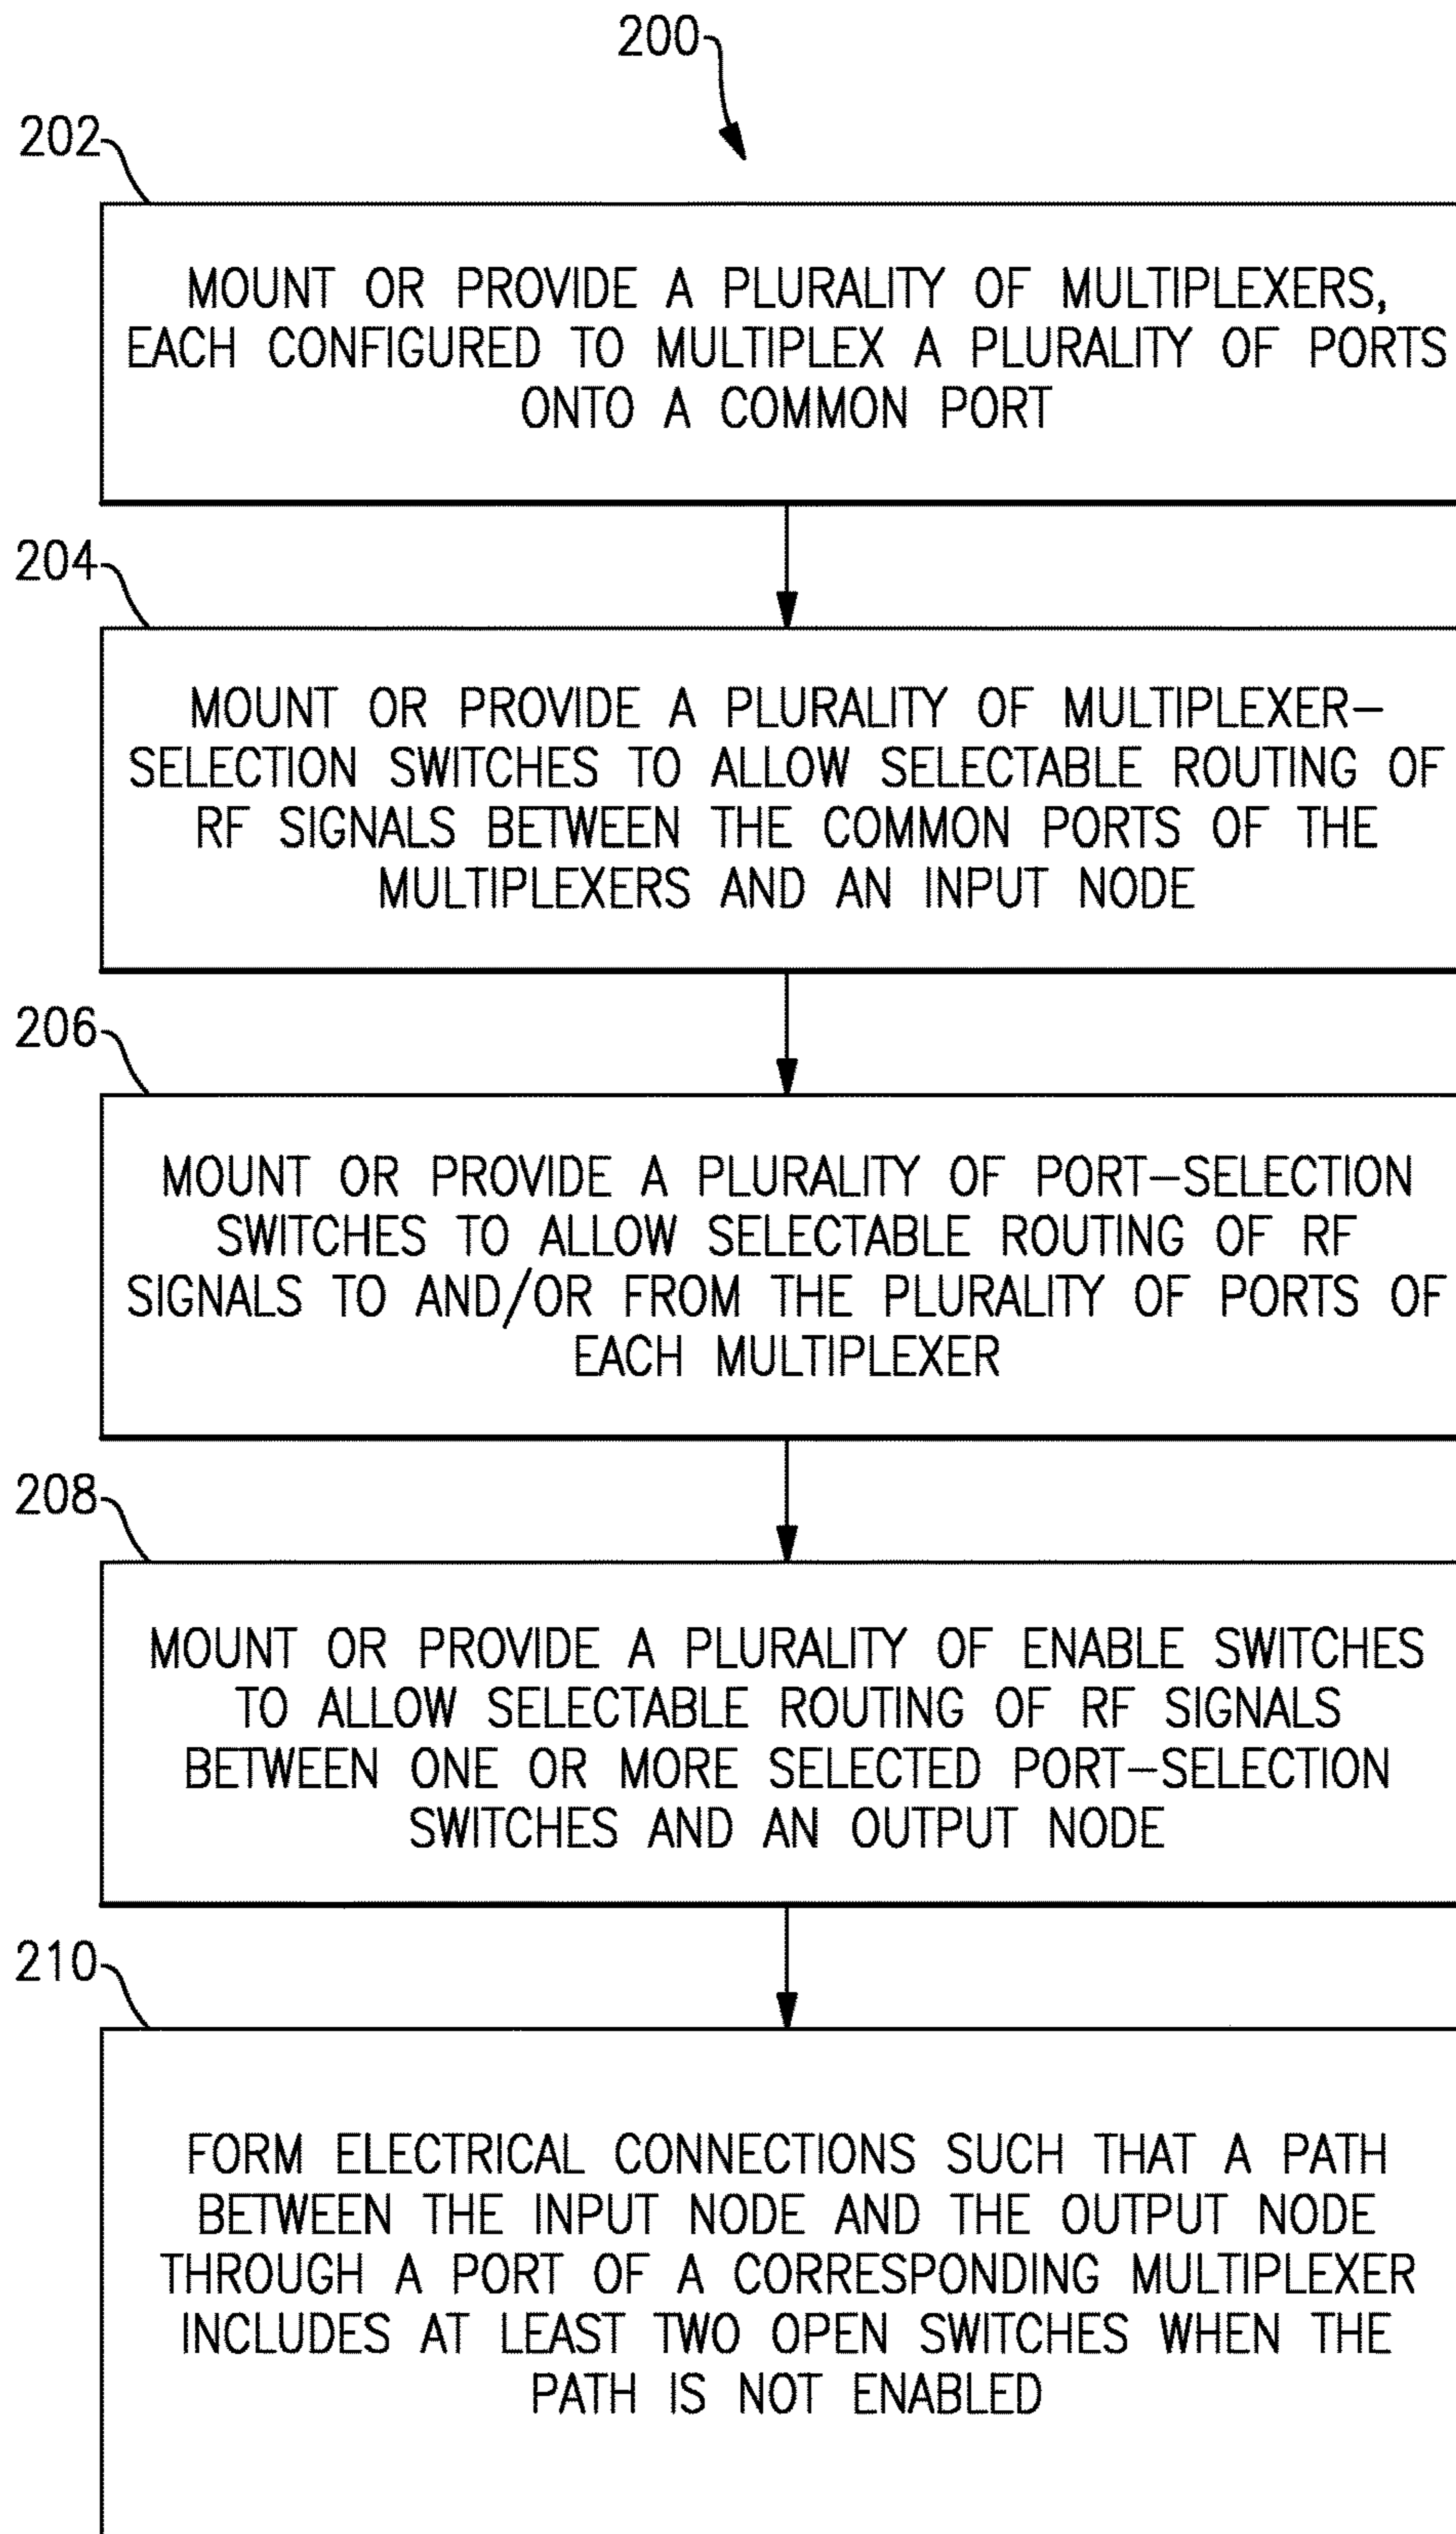 200
202
MOUNT OR PROVIDE A PLURALITY OF MULTIPLEXERS,
EACH CONFIGURED TO MULTIPLEX A PLURALITY OF PORTS
ONTO A COMMON PORT
204
MOUNT OR PROVIDE A PLURALITY OF MULTIPLEXER-
SELECTION SWITCHES TO ALLOW SELECTABLE ROUTING OF
RF SIGNALS BETWEEN THE COMMON PORTS OF THE
MULTIPLEXERS AND AN INPUT NODE
206
MOUNT OR PROVIDE A PLURALITY OF PORT-SELECTION
SWITCHES TO ALLOW SELECTABLE ROUTING OF RF
SIGNALS TO AND/OR FROM THE PLURALITY OF PORTS OF
EACH MULTIPLEXER
208
MOUNT OR PROVIDE A PLURALITY OF ENABLE SWITCHES
TO ALLOW SELECTABLE ROUTING OF RF SIGNALS
BETWEEN ONE OR MORE SELECTED PORT-SELECTION
SWITCHES AND AN OUTPUT NODE
210
FORM ELECTRICAL CONNECTIONS SUCH THAT A PATH
BETWEEN THE INPUT NODE AND THE OUTPUT NODE
THROUGH A PORT OF A CORRESPONDING MULTIPLEXER
INCLUDES AT LEAST TWO OPEN SWITCHES WHEN THE
PATH IS NOT ENABLED